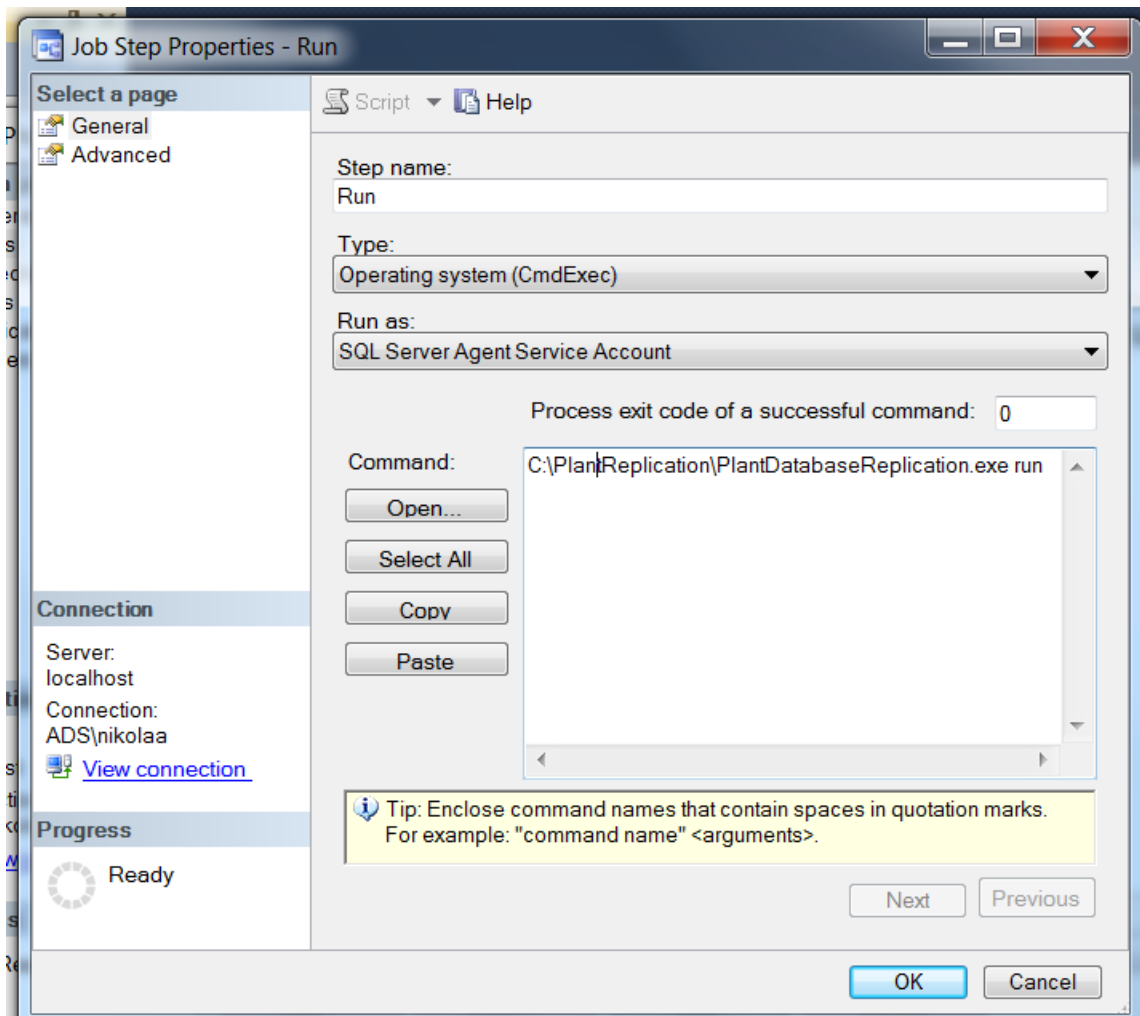 Job Step Properties - Run
Select a page
General
Advanced
Script
Help
Step name:
Run
Type:
Operating system (CmdExec)
Run as:
SQL Server Agent Service Account
Process exit code of a successful command:
0
Command:
C:\PlantReplication\PlantDatabaseReplication.exe run
Open...
Select All
Copy
Paste
Connection
Server:
localhost
Connection:
ADS\nikolaa
View connection
Tip: Enclose command names that contain spaces in quotation marks.
For example: "command name" <arguments>.
Progress
Ready
Next
Previous
OK
Cancel